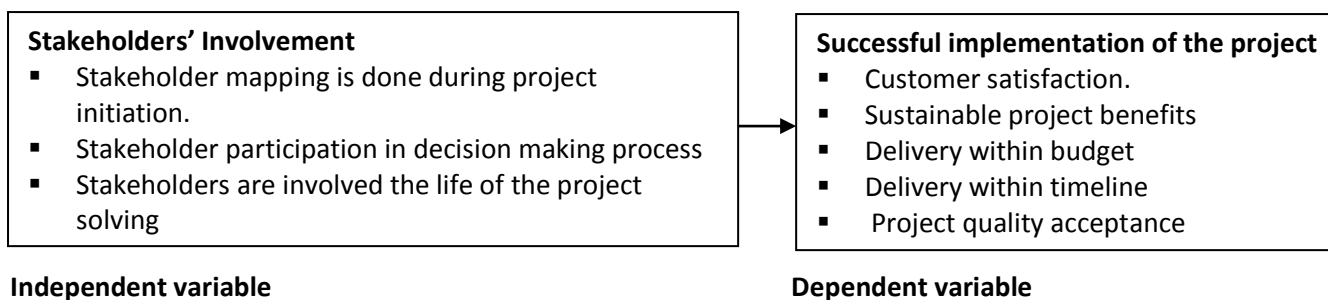 Stakeholders’ Involvement
▪ Stakeholder mapping is done during project
initiation.
▪ Stakeholder participation in decision making process
▪ Stakeholders are involved the life of the project
solving
Successful implementation of the project
▪ Customer satisfaction.
▪ Sustainable project benefits
▪ Delivery within budget
▪ Delivery within timeline
▪ Project quality acceptance
Independent variable
Dependent variable